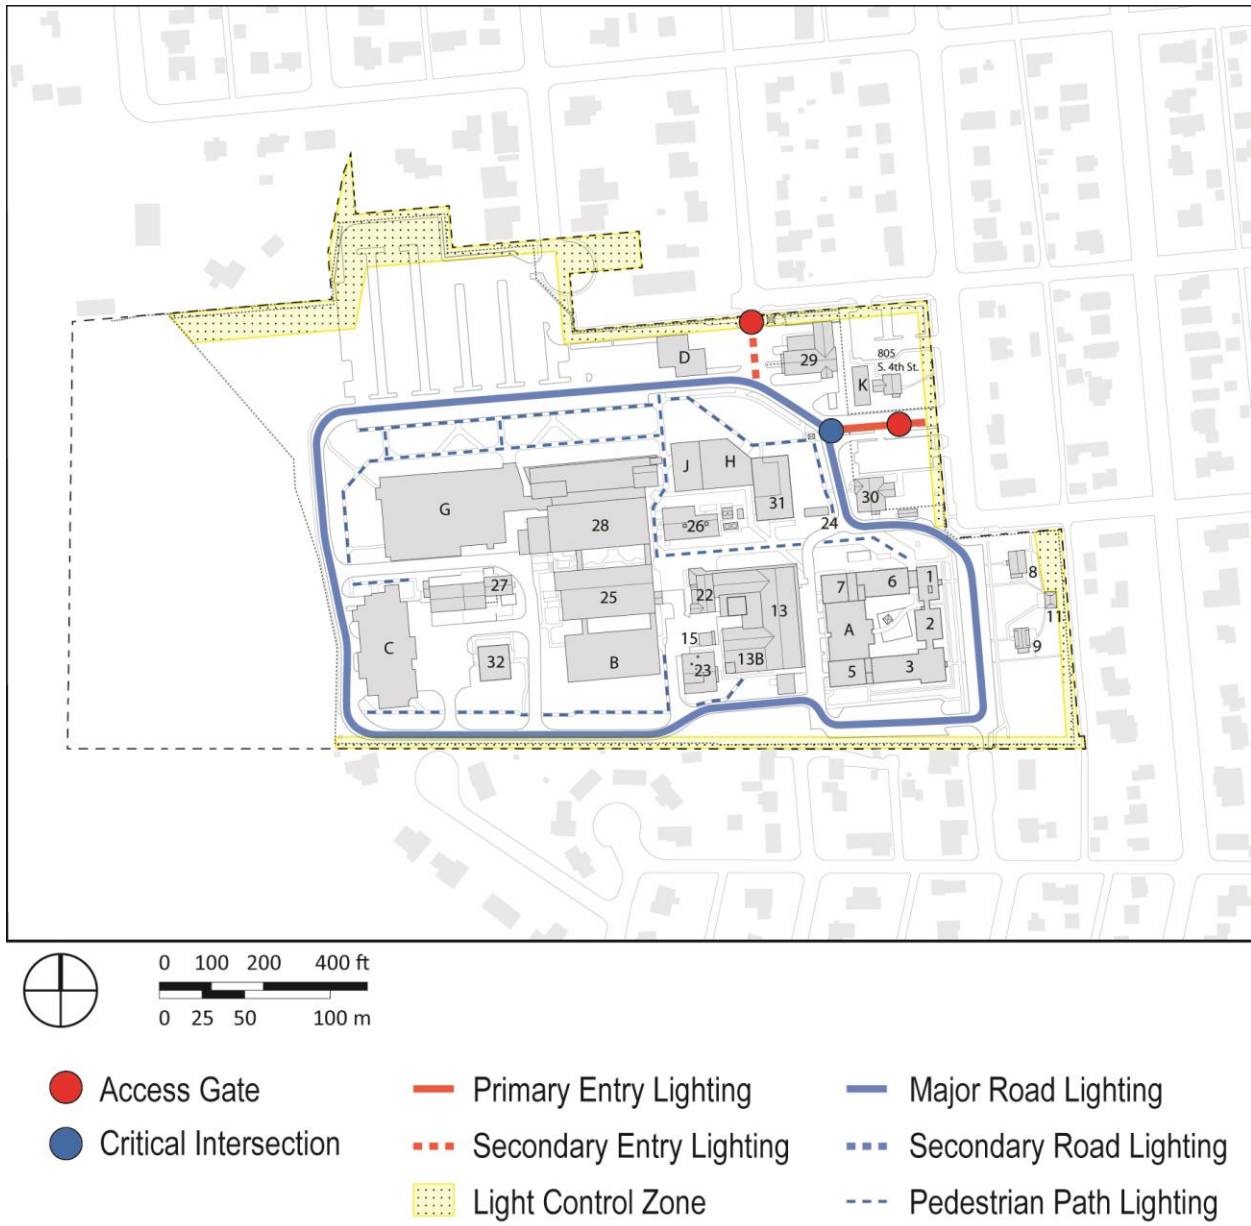 29
D
805
S. 4th St.
K
J
H
G
31
30
28
26
24
8
27
22
7
6
1
25
13
11
C
15
A
2
9
32
B
23
13B
5
3
0 100 200 400 ft
0 25 50 100 m
Access Gate
Primary Entry Lighting
Major Road Lighting
Critical Intersection
Secondary Entry Lighting
Secondary Road Lighting
Light Control Zone
Pedestrian Path Lighting